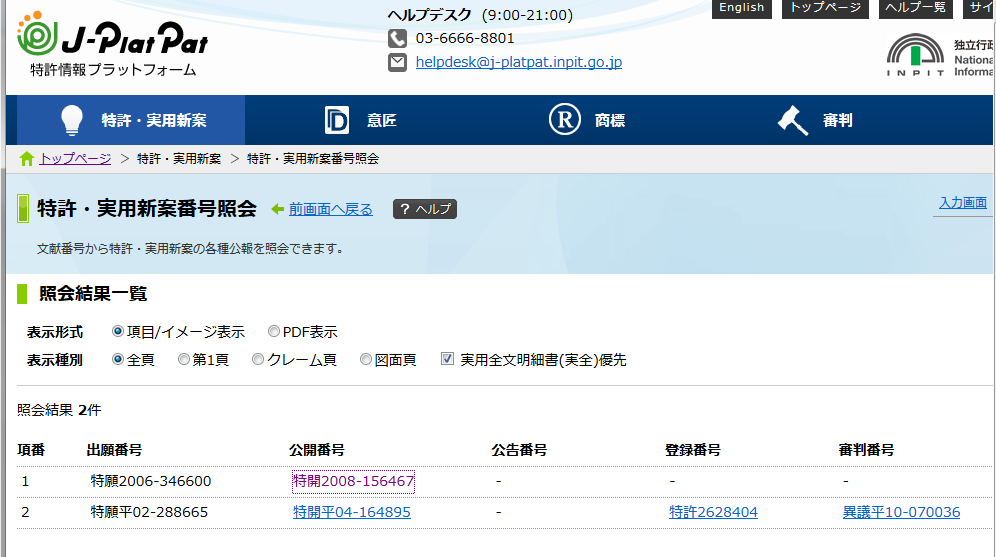 English トップページ ヘルプ一覧 サイ
ヘルプデスク (9:00-21:00)
J-PlatPat 03-6666-8801
特許情報プラットフォーム helpdesk@j-platpat.inpit.go.jp
INPIT 独立行政
National
Informa
特許・実用新案 意匠 商標 審判
トップページ > 特許・実用新案 > 特許・実用新案番号照会
特許・実用新案番号照会 前画面へ戻る ? ヘルプ 入力画面
文献番号から特許・実用新案の各種公報を照会できます。
照会結果一覧
表示形式 項目/イメージ表示 PDF表示
表示種別 全頁 第1頁 クレーム頁 図面頁 実用全文明細書(実全)優先
照会結果 2件
項番 出願番号 公開番号 公告番号 登録番号 審判番号
1 特願2006-346600 特開2008-156467 - - -
2 特願平02-288665 特開平04-164895 - 特許2628404 異議平10-070036